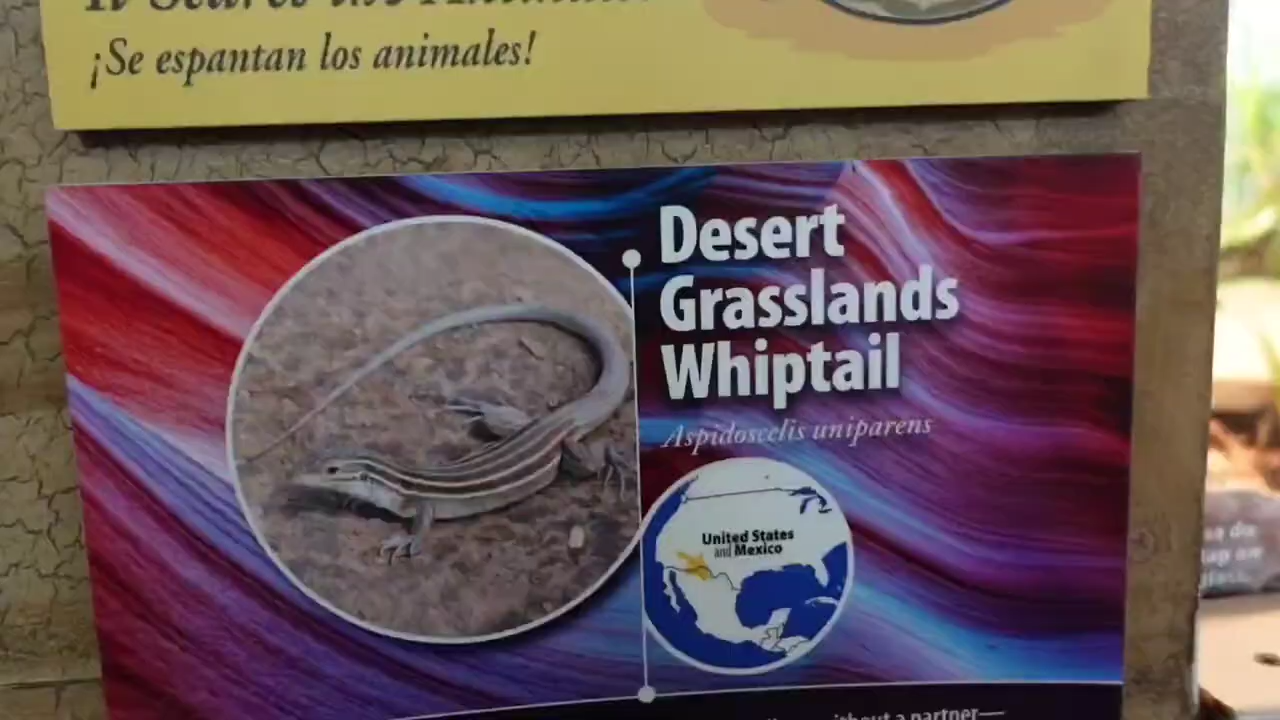 ¡Se espantan los animales!
Desert
Grasslands
Whiptail
Aspidoscelis uniparens
United States
and Mexico
without a partner—